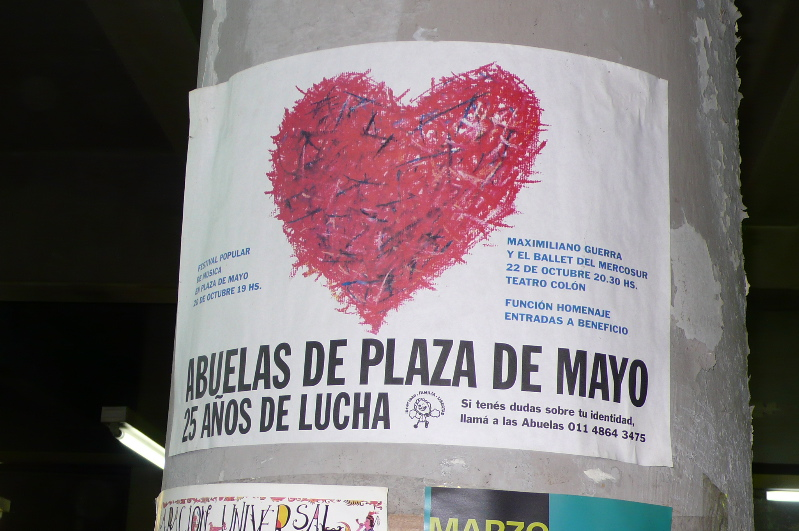 FESTIVAL POPULAR
DE MÚSICA
EN PLAZA DE MAYO
DE OCTUBRE 19 HS.
MAXIMILIANO GUERRA
Y EL BALLET DEL MERCOSUR
22 DE OCTUBRE 20.30 HS.
TEATRO COLÓN
FUNCIÓN HOMENAJE
ENTRADAS A BENEFICIO
ABUELAS DE PLAZA DE MAYO
25 AÑOS DE LUCHA
Si tenés dudas sobre tu identidad,
llamá a las Abuelas 011 4864 3475
UNIVERSAL
MARZO